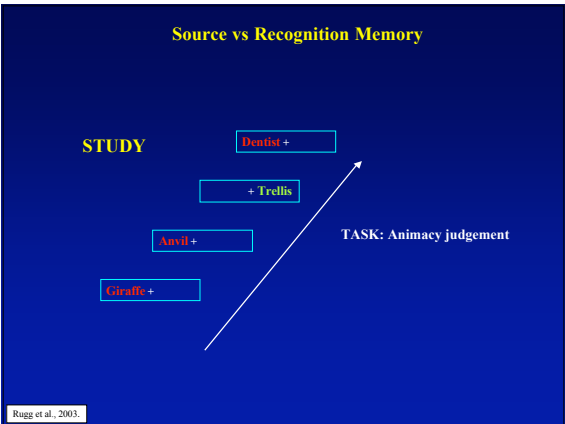 Source vs Recognition Memory
STUDY
Dentist +
+ Trellis
Anvil +
TASK: Animacy judgement
Giraffe +
Rugg et al., 2003.